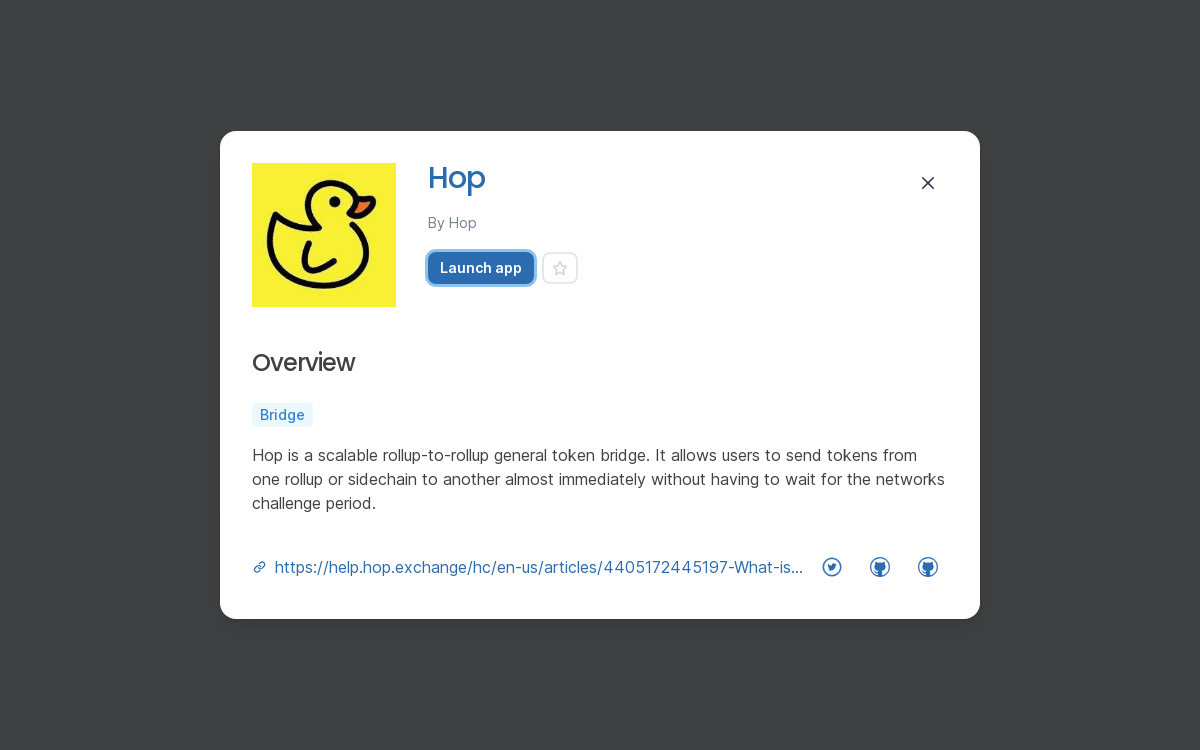 Hop
By Hop
Launch app
Overview
Bridge
Hop is a scalable rollup-to-rollup general token bridge. It allows users to send tokens from
one rollup or sidechain to another almost immediately without having to wait for the networks
challenge period.
https://help.hop.exchange/hc/en-us/articles/4405172445197-What-is...